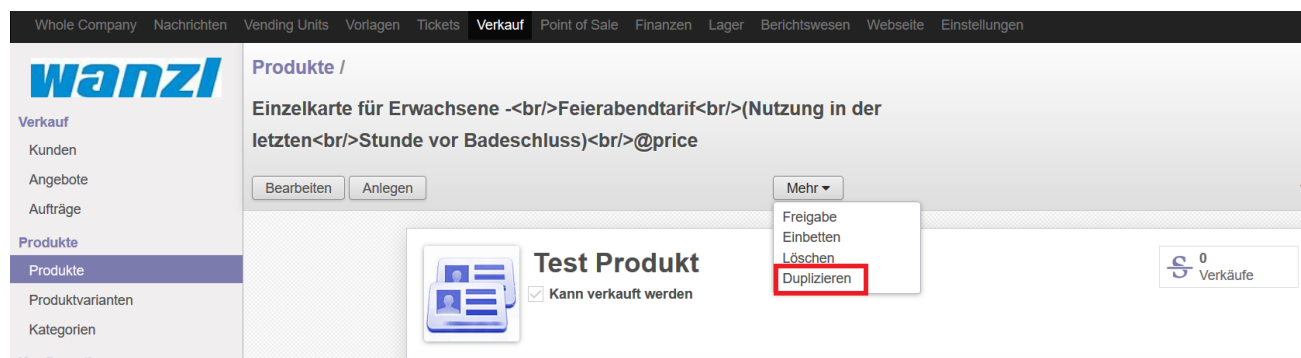 Whole Company Nachrichten Vending Units Vorlagen Tickets Verkauf Point of Sale Finanzen Lager Berichtswesen Webseite Einstellungen
wanzl
Verkauf
Kunden
Angebote
Aufträge
Produkte
Produkte
Produktvarianten
Kategorien
Produkte /
Einzelkarte für Erwachsene -<br/>Feierabendtarif<br/>(Nutzung in der
letzten<br/>Stunde vor Badeschluss)<br/>@price
Bearbeiten Anlegen Mehr
Freigabe
Einbetten
Löschen
Duplizieren
Test Produkt
Kann verkauft werden
0
Verkäufe